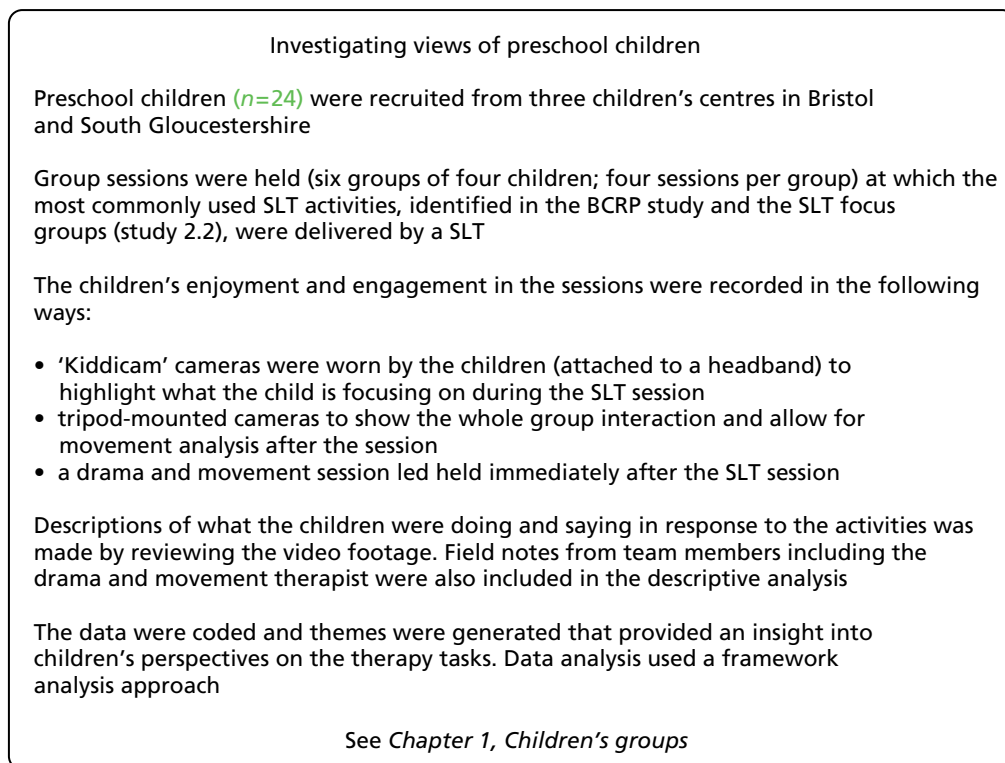 Investigating views of preschool children
Preschool children (n=24) were recruited from three children's centres in Bristol
and South Gloucestershire
Group sessions were held (six groups of four children; four sessions per group) at which the
most commonly used SLT activities, identified in the BCRP study and the SLT focus
groups (study 2.2), were delivered by a SLT
The children's enjoyment and engagement in the sessions were recorded in the following
ways:
• 'Kiddicam' cameras were worn by the children (attached to a headband) to
highlight what the child is focusing on during the SLT session
• tripod-mounted cameras to show the whole group interaction and allow for
movement analysis after the session
• a drama and movement session led held immediately after the SLT session
Descriptions of what the children were doing and saying in response to the activities was
made by reviewing the video footage. Field notes from team members including the
drama and movement therapist were also included in the descriptive analysis
The data were coded and themes were generated that provided an insight into
children's perspectives on the therapy tasks. Data analysis used a framework
analysis approach
See Chapter 1, Children's groups